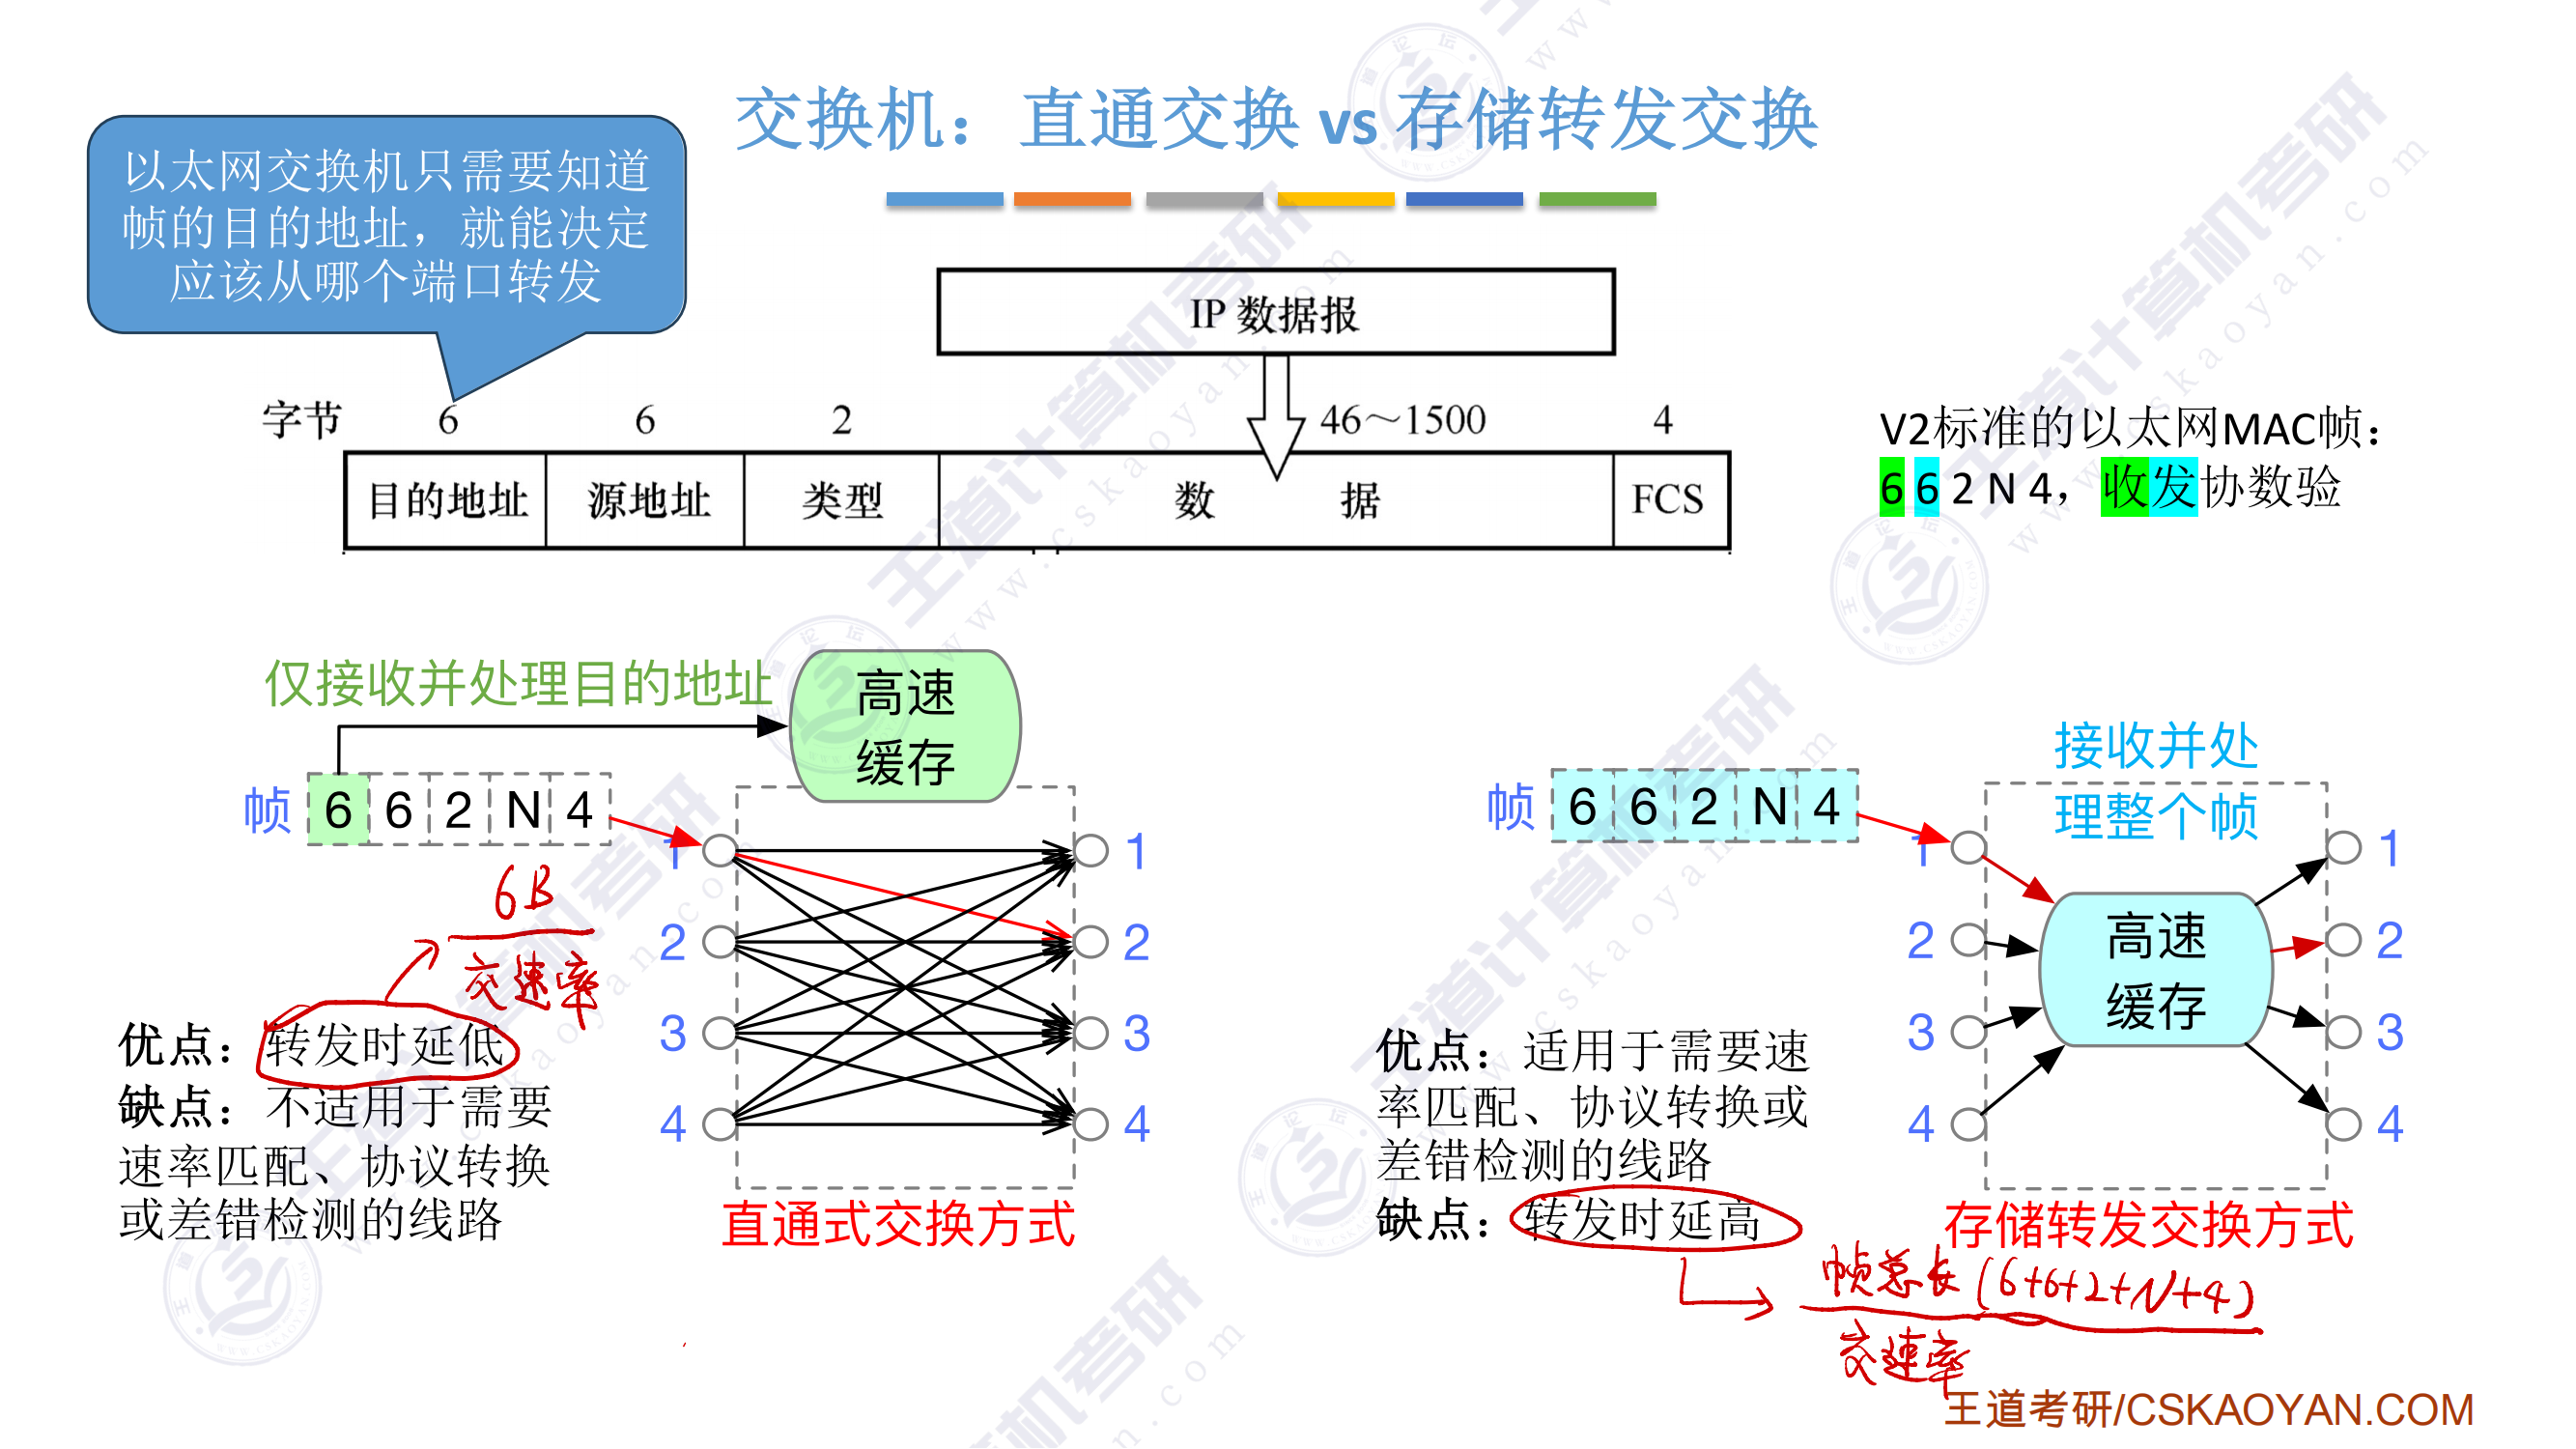 交换机：直通交换 vs 存储转发交换
以太网交换机只需要知道
帧的目的地址，就能决定
应该从哪个端口转发
IP 数据报
字节 6 6 2 46～1500 4
目的地址 源地址 类型 数 据 FCS
V2标准的以太网MAC帧：
6 6 2 N 4，收发协数验
仅接收并处理目的地址
高速
缓存
帧 6 6 2 N 4
1 1
2 2
3 3
4 4
6B
交速率
优点：转发时延低
缺点：不适用于需要
速率匹配、协议转换
或差错检测的线路
直通式交换方式
接收并处
理整个帧
帧 6 6 2 N 4
高速
缓存
1 1
2 2
3 3
4 4
优点：适用于需要速
率匹配、协议转换或
差错检测的线路
缺点：转发时延高
存储转发交换方式
帧总长(6+6+2+N+4)
交速率
王道考研/CSKAOYAN.COM
王道计算机考研
www.cskaoyan.com